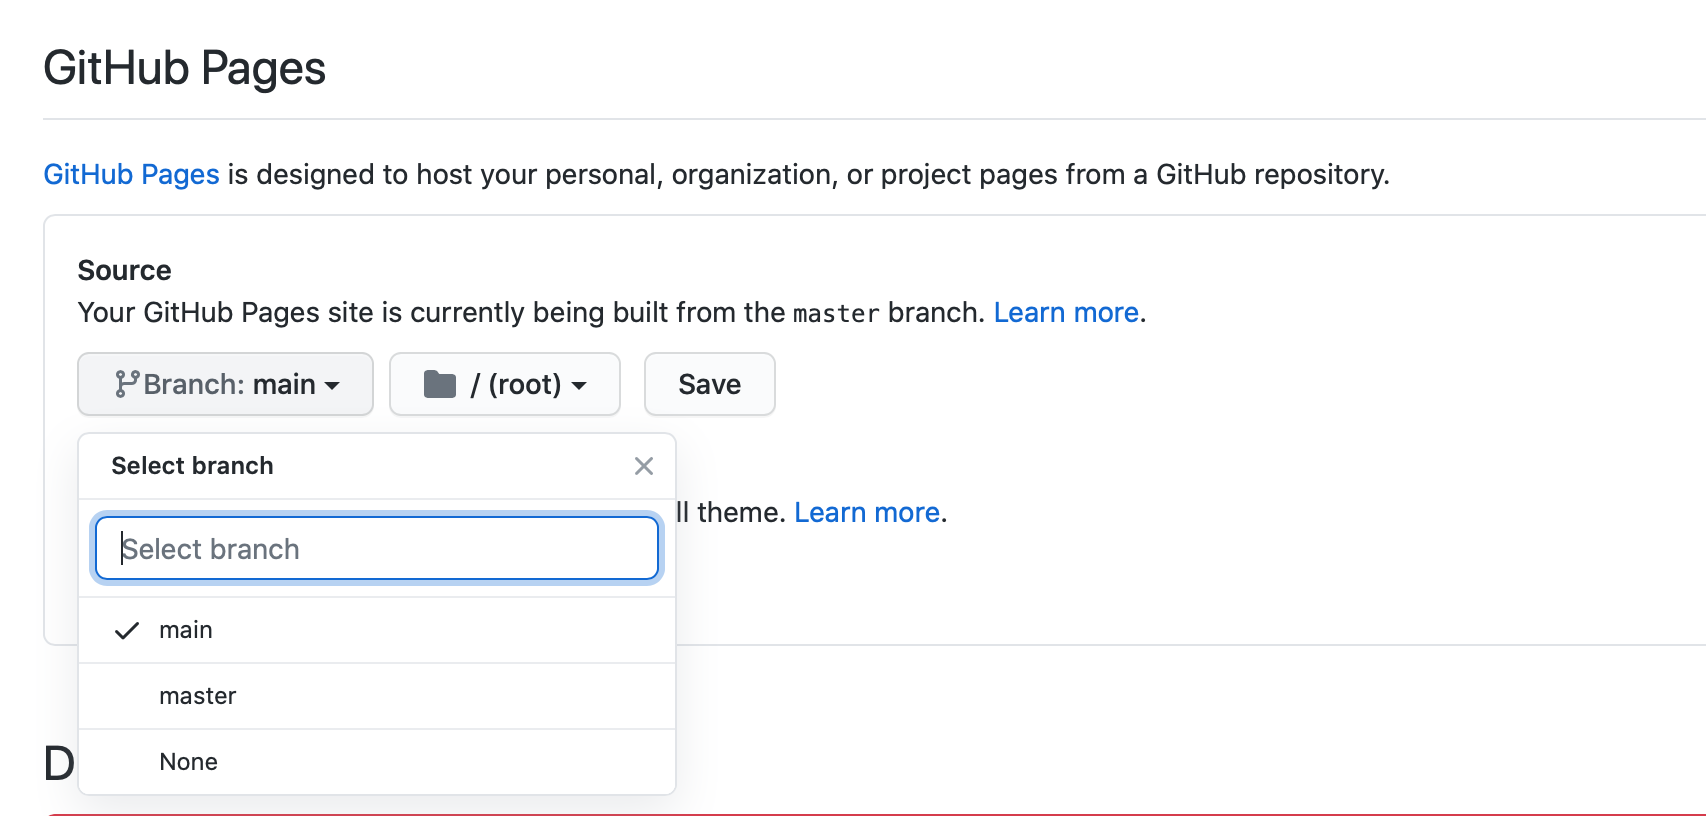 GitHub Pages
GitHub Pages is designed to host your personal, organization, or project pages from a GitHub repository.
Source
Your GitHub Pages site is currently being built from the master branch. Learn more.
Branch: main / (root) Save
Select branch
theme. Learn more.
Select branch
main
master
None